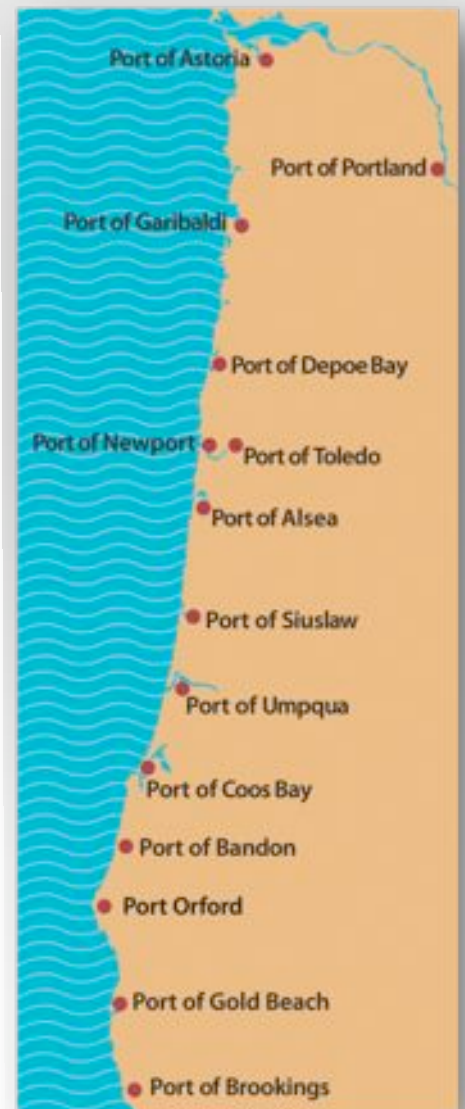 Port of Astoria
Port of Portland
Port of Garibaldi
Port of Depoe Bay
Port of Newport
Port of Toledo
Port of Alsea
Port of Siuslaw
Port of Umpqua
Port of Coos Bay
Port of Bandon
Port Orford
Port of Gold Beach
Port of Brookings